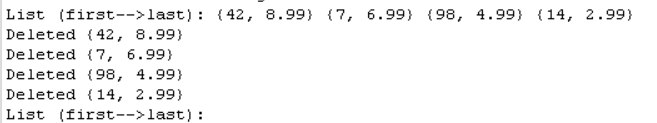 List (first-->last): {42, 8.99} {7, 6.99} {98, 4.99} {14, 2.99}
Deleted {42, 8.99}
Deleted {7, 6.99}
Deleted {98, 4.99}
Deleted {14, 2.99}
List (first-->last):